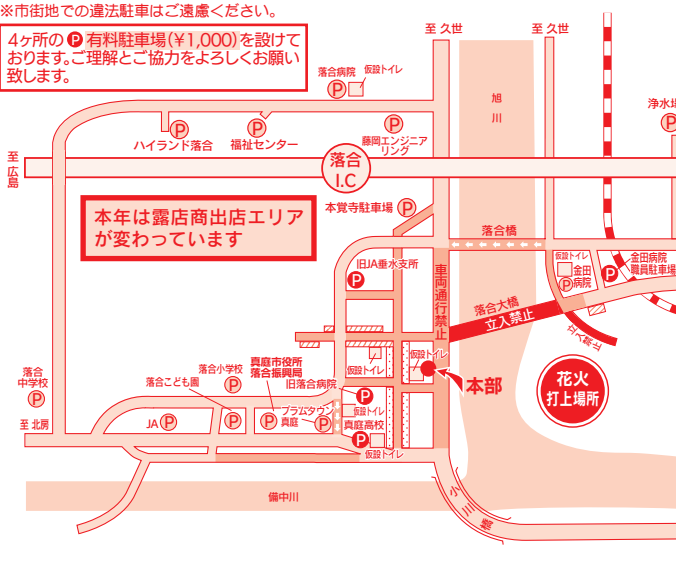 ※市街地での違法駐車はご遠慮ください。
4ヶ所の Ⓟ 有料駐車場(¥1,000)を設けて
おります。ご理解とご協力をよろしくお願い
致します。
至 久世
至 久世
落合病院
仮設トイレ
P
旭川
浄水場
P
P
ハイランド落合
P
福祉センター
P
藤岡エンジニア
リング
至広島
落合
I.C
本年は露店商出店エリア
が変わっています
本覚寺駐車場 P
落合橋
旧JA垂水支所
P
車両通行禁止
仮設トイレ
金田
病院
P
P
金田病院
職員駐車場
落合大橋
立入禁止
立入禁止
仮設トイレ
仮設トイレ
本部
花火
打上場所
落合
中学校
P
至 北房
落合小学校
P
落合こども園
P
真庭市役所
落合振興局
P
旧落合病院
P
JA P
プラムタウン
真庭
P
仮設トイレ
真庭高校
P
仮設トイレ
備中川
小川橋